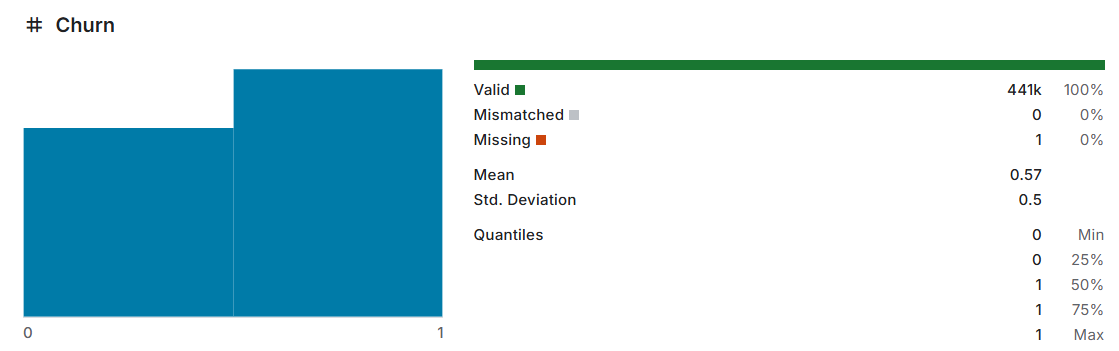 # Churn
Valid 441k 100%
Mismatched 0 0%
Missing 1 0%
Mean 0.57
Std. Deviation 0.5
Quantiles 0 Min
0 25%
1 50%
1 75%
1 Max
0 1